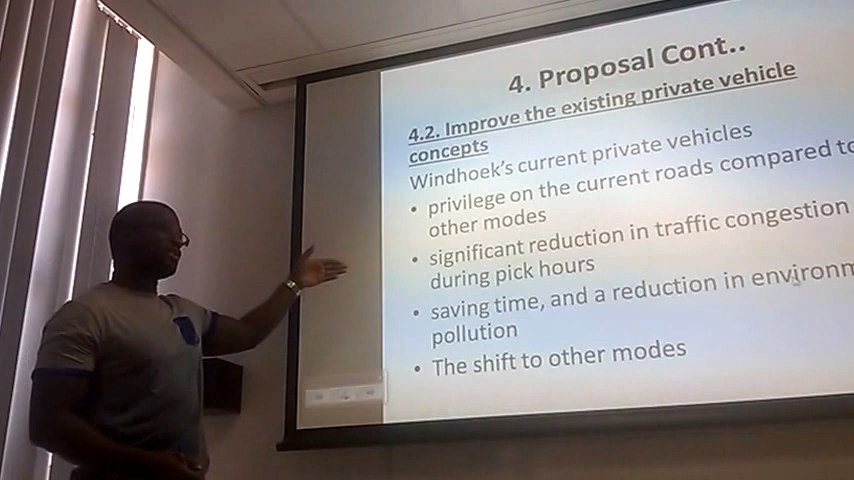 4. Proposal Cont..
4.2. Improve the existing private vehicle
concepts
Windhoek's current private vehicles
• privilege on the current roads compared to
other modes
• significant reduction in traffic congestion
during pick hours
• saving time, and a reduction in environm
pollution
• The shift to other modes